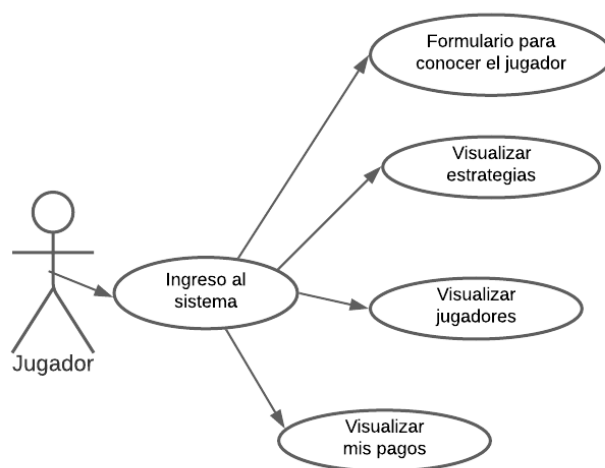 Formulario para
conocer el jugador
Visualizar
estrategias
Ingreso al
sistema
Visualizar
jugadores
Jugador
Visualizar
mis pagos